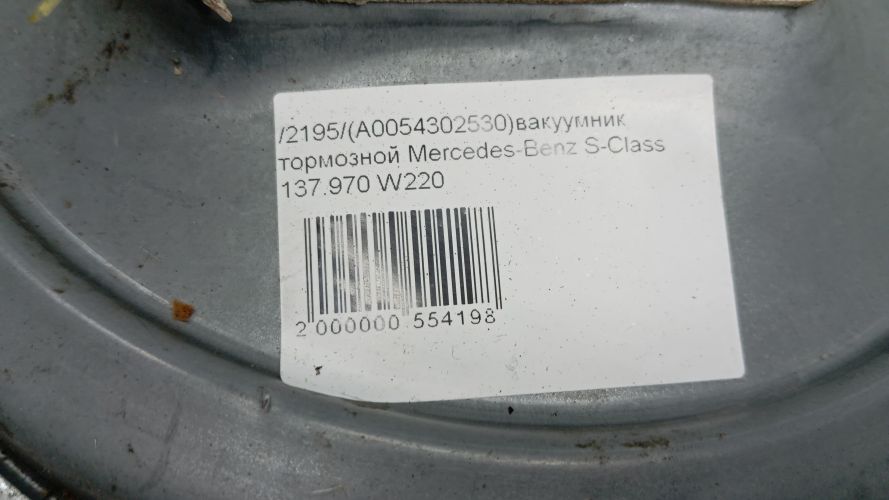 /2195/(A0054302530)вакуумник
тормозной Mercedes-Benz S-Class
137.970 W220
2 000000 554198